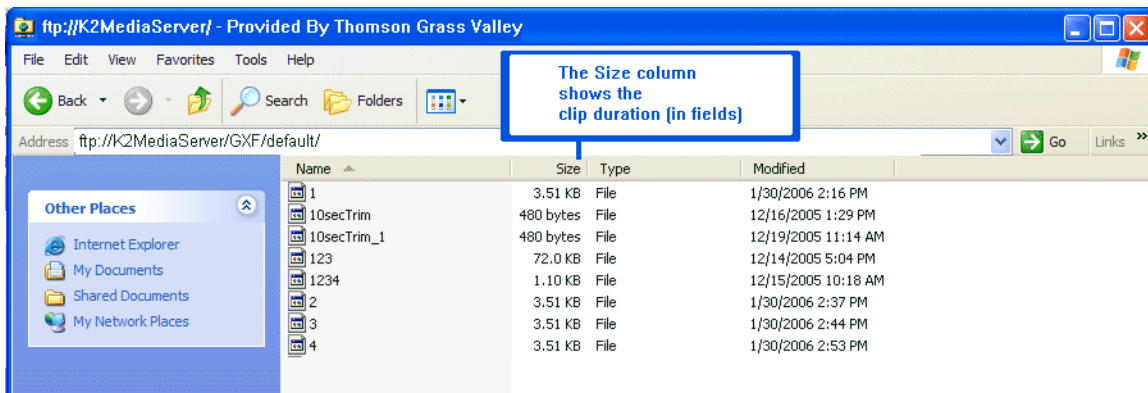 ftp://K2MediaServer/ - Provided By Thomson Grass Valley
File Edit View Favorites Tools Help
The Size column
shows the
clip duration (in fields)
Back Search Folders
Address ftp://K2MediaServer/GXF/default/ Go Links »
Name Size Type Modified
Other Places
Internet Explorer
My Documents
Shared Documents
My Network Places
1 3.51 KB File 1/30/2006 2:16 PM
10secTrim 480 bytes File 12/16/2005 1:29 PM
10secTrim_1 480 bytes File 12/19/2005 11:14 AM
123 72.0 KB File 12/14/2005 5:04 PM
1234 1.10 KB File 12/15/2005 10:18 AM
2 3.51 KB File 1/30/2006 2:37 PM
3 3.51 KB File 1/30/2006 2:44 PM
4 3.51 KB File 1/30/2006 2:53 PM